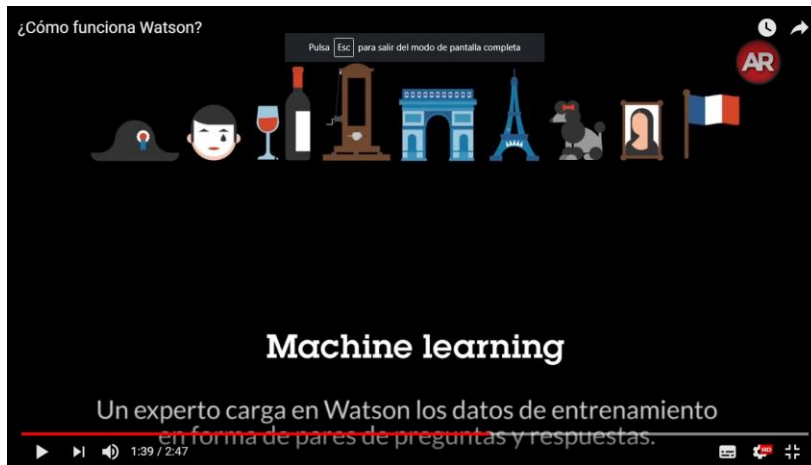 ¿Cómo funciona Watson?
Pulsa Esc para salir del modo de pantalla completa
AR
Machine learning
Un experto carga en Watson los datos de entrenamiento
en forma de pares de preguntas y respuestas.
1:39 / 2:47
HD